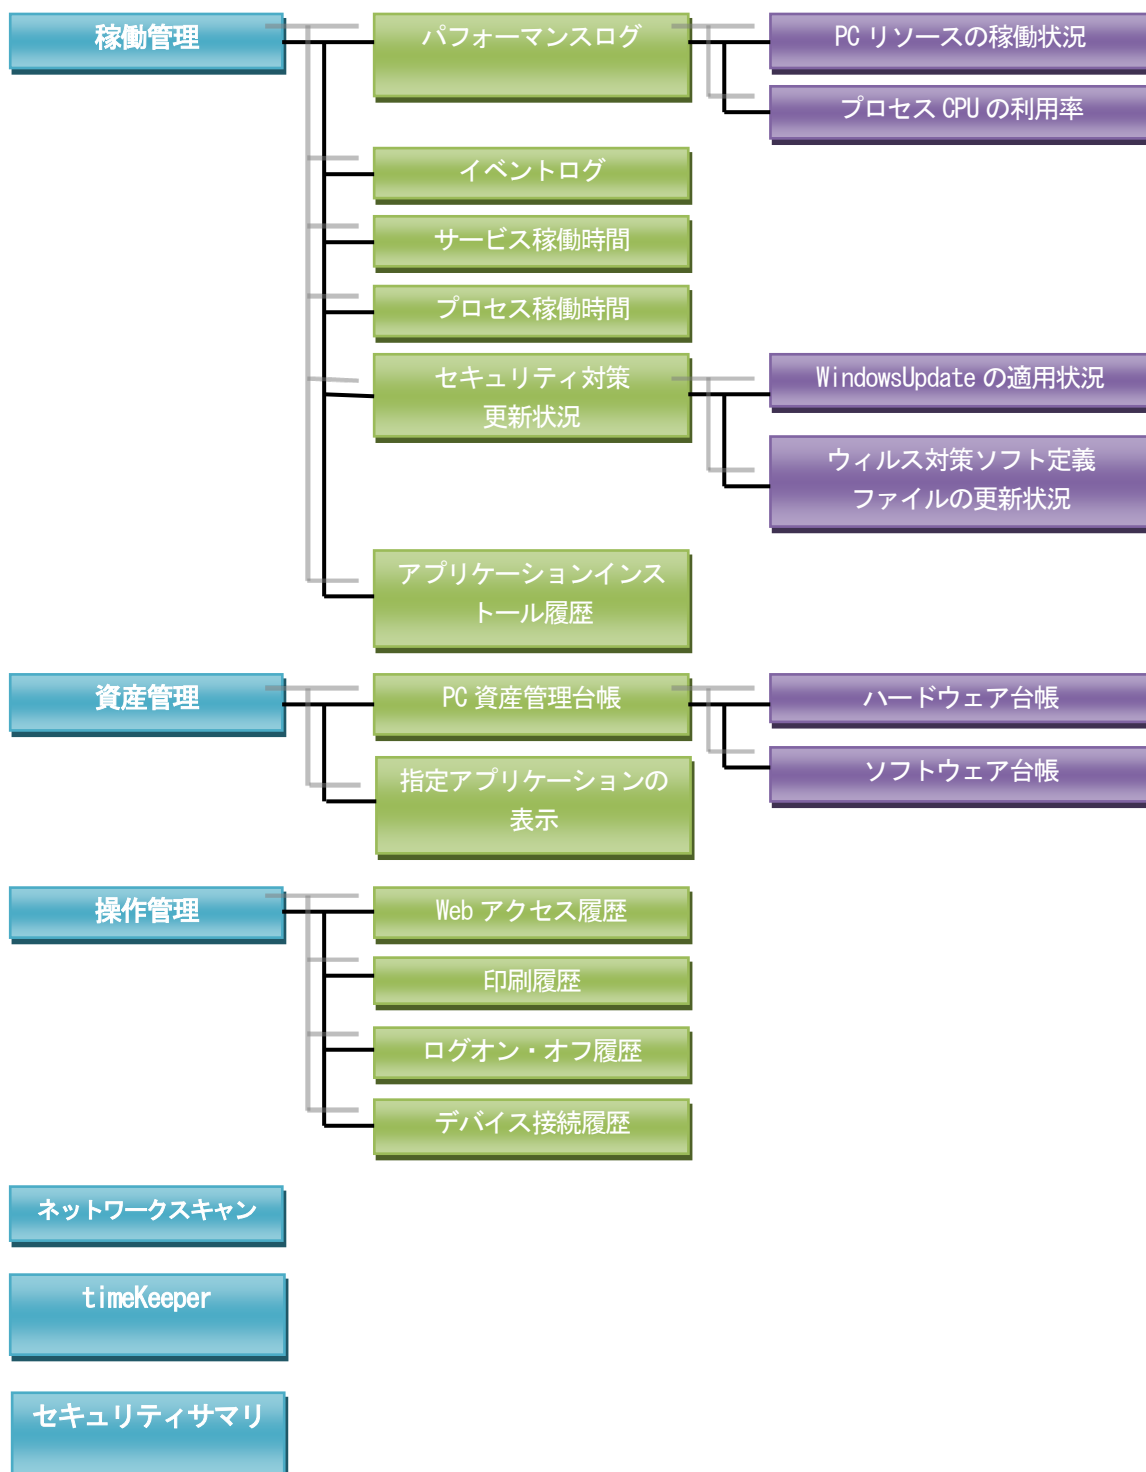 稼働管理
パフォーマンスログ
PC リソースの稼働状況
プロセス CPU の利用率
イベントログ
サービス稼働時間
プロセス稼働時間
セキュリティ対策
更新状況
WindowsUpdate の適用状況
ウィルス対策ソフト定義
ファイルの更新状況
アプリケーションインス
トール履歴
資産管理
PC 資産管理台帳
ハードウェア台帳
ソフトウェア台帳
指定アプリケーションの
表示
操作管理
Web アクセス履歴
印刷履歴
ログオン・オフ履歴
デバイス接続履歴
ネットワークスキャン
timeKeeper
セキュリティサマリ